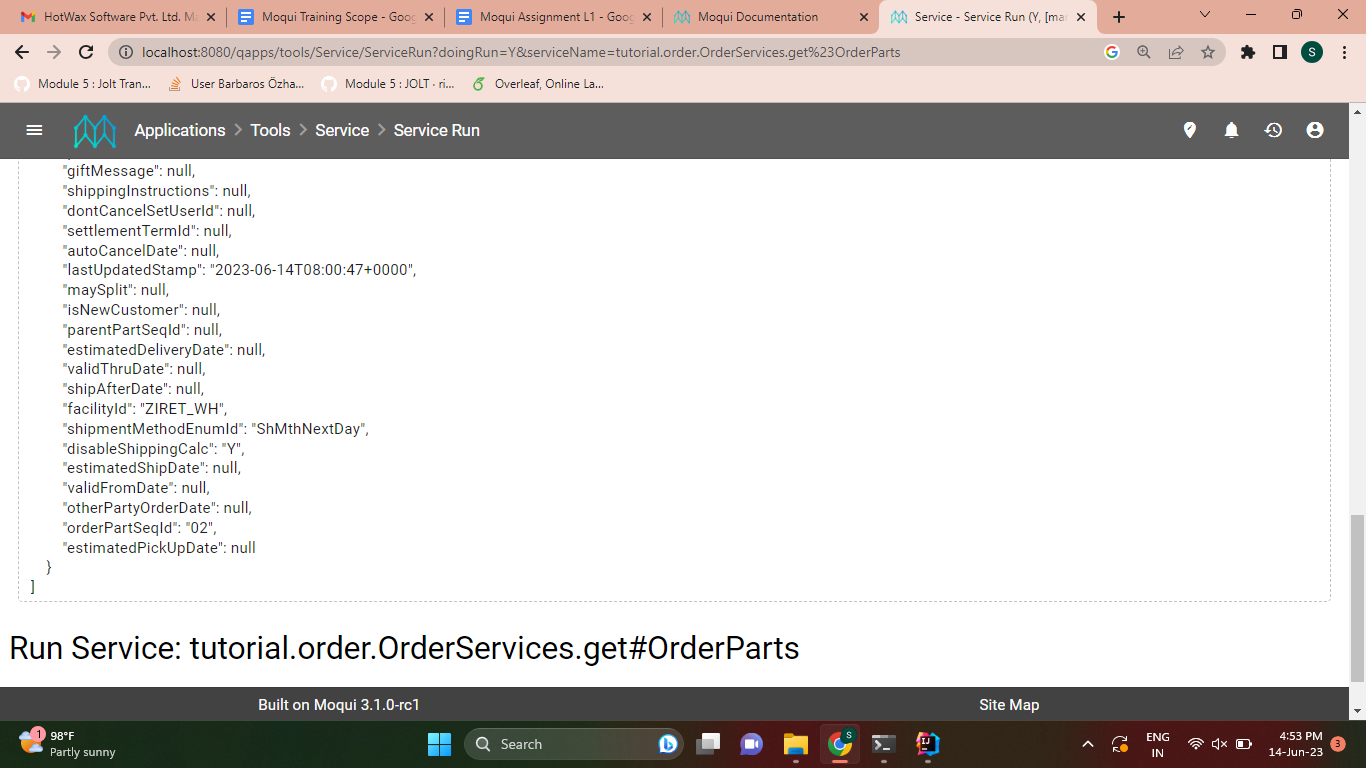 HotWax Software Pvt. Ltd. M
Moqui Training Scope - Goog
Moqui Assignment L1 - Goog
Moqui Documentation
Service - Service Run (Y, [mar
localhost:8080/qapps/tools/Service/ServiceRun?doingRun=Y&serviceName=tutorial.order.OrderServices.get%23OrderParts
S
Module 5 : Jolt Tran...
User Barbaros Özha...
Module 5 : JOLT · ri...
Overleaf, Online La...
Applications > Tools > Service > Service Run
"giftMessage": null,
"shippingInstructions": null,
"dontCancelSetUserId": null,
"settlementTermId": null,
"autoCancelDate": null,
"lastUpdatedStamp": "2023-06-14T08:00:47+0000",
"maySplit": null,
"isNewCustomer": null,
"parentPartSeqId": null,
"estimatedDeliveryDate": null,
"validThruDate": null,
"shipAfterDate": null,
"facilityId": "ZIRET_WH",
"shipmentMethodEnumId": "ShMthNextDay",
"disableShippingCalc": "Y",
"estimatedShipDate": null,
"validFromDate": null,
"otherPartyOrderDate": null,
"orderPartSeqId": "02",
"estimatedPickUpDate": null
}
]
Run Service: tutorial.order.OrderServices.get#OrderParts
Built on Moqui 3.1.0-rc1
Site Map
1
98°F
Partly sunny
Search
S
ENG
IN
4:53 PM
14-Jun-23
3